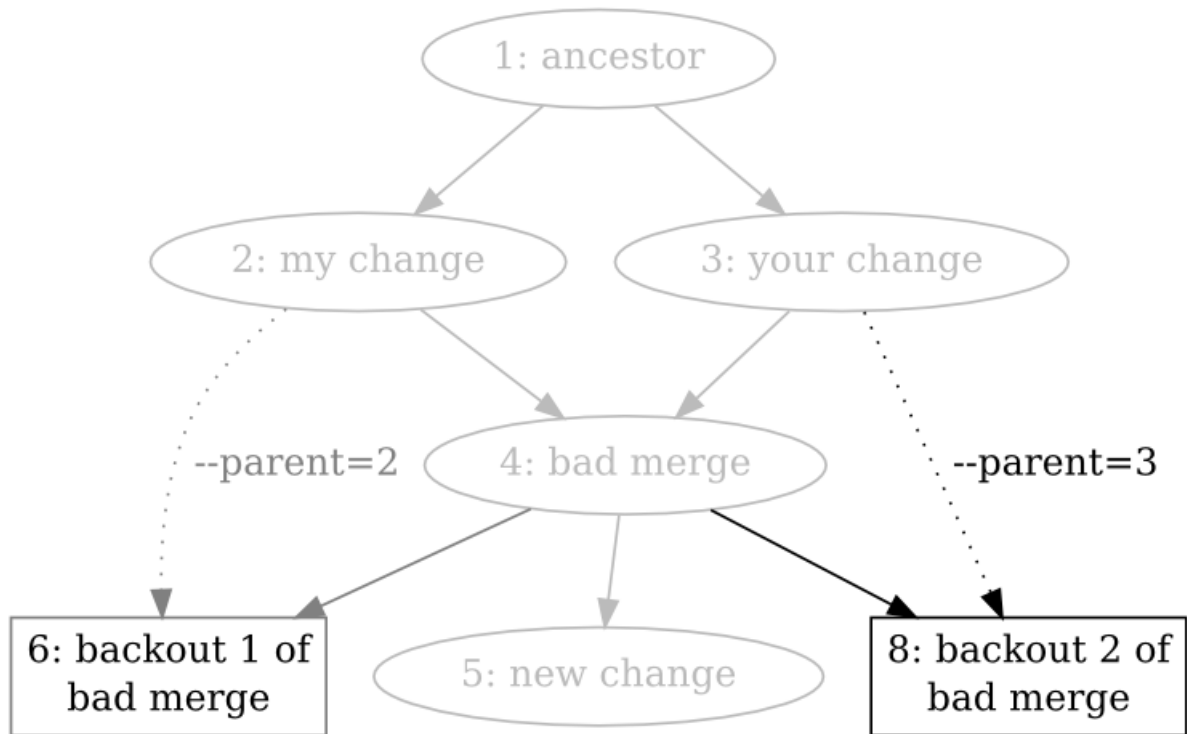 1: ancestor
2: my change
3: your change
--parent=2
4: bad merge
--parent=3
6: backout 1 of
bad merge
5: new change
8: backout 2 of
bad merge